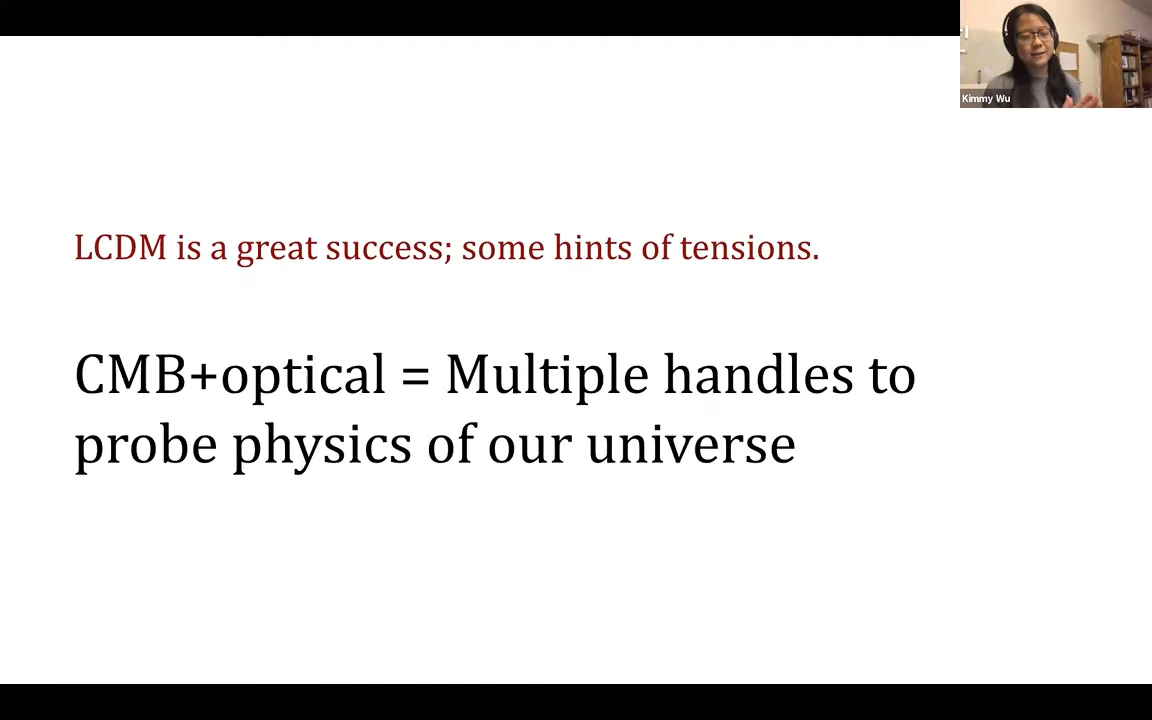 Kimmy Wu
LCDM is a great success; some hints of tensions.
CMB+optical = Multiple handles to
probe physics of our universe